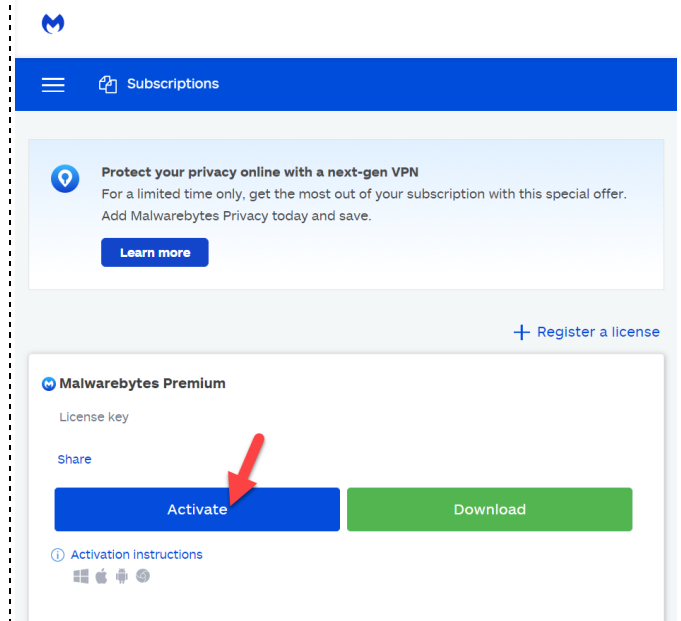 Subscriptions
Protect your privacy online with a next-gen VPN
For a limited time only, get the most out of your subscription with this special offer.
Add Malwarebytes Privacy today and save.
Learn more
Register a license
Malwarebytes Premium
License key
Share
Activate
Download
Activation instructions